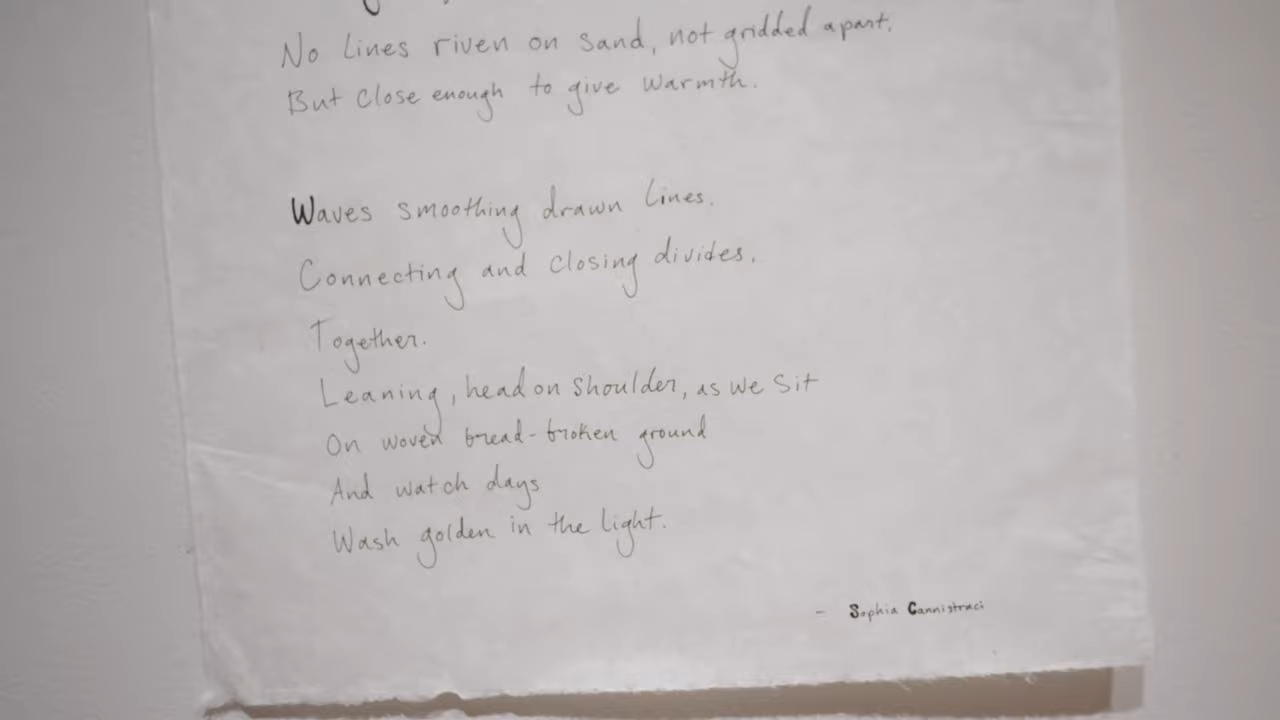 No Lines riven on sand, not gridded apart.
But close enough to give warmth.
Waves smoothing drawn lines.
Connecting and closing divides.
Together.
Leaning, head on shoulder, as we sit
On woven bread-broken ground
And watch days
Wash golden in the light.
- Sophia Cannistraci